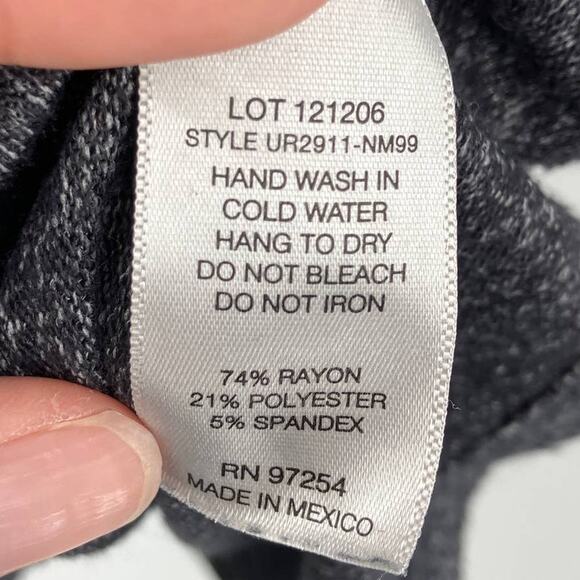 LOT 121206
STYLE UR2911-NM99
HAND WASH IN
COLD WATER
HANG TO DRY
DO NOT BLEACH
DO NOT IRON
74% RAYON
21% POLYESTER
5% SPANDEX
RN 97254
MADE IN MEXICO